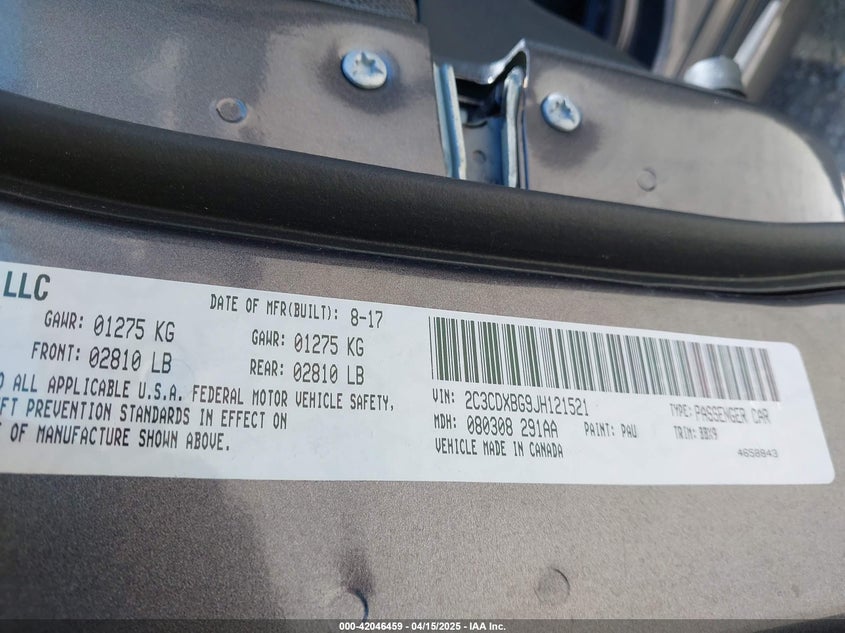 LLC
DATE OF MFR(BUILT): 8-17
GAWR: 01275 KG GAWR: 01275 KG
FRONT: 02810 LB REAR: 02810 LB
ALL APPLICABLE U.S.A. FEDERAL MOTOR VEHICLE SAFETY,
FT PREVENTION STANDARDS IN EFFECT ON
OF MANUFACTURE SHOWN ABOVE.
VIN: 2C3CDXBG9JH121521 TYPE: PASSENGER CAR
MDH: 080308 291AA PAINT: PAU TRIM: BBX9
VEHICLE MADE IN CANADA 4658843
000-42046459 - 04/15/2025 - IAA Inc.